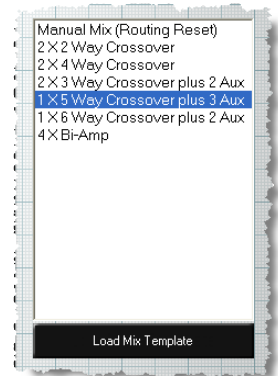 Manual Mix (Routing Reset)
2 X 2 Way Crossover
2 X 4 Way Crossover
2 X 3 Way Crossover plus 2 Aux
1 X 5 Way Crossover plus 3 Aux
1 X 6 Way Crossover plus 2 Aux
4 X Bi-Amp
Load Mix Template